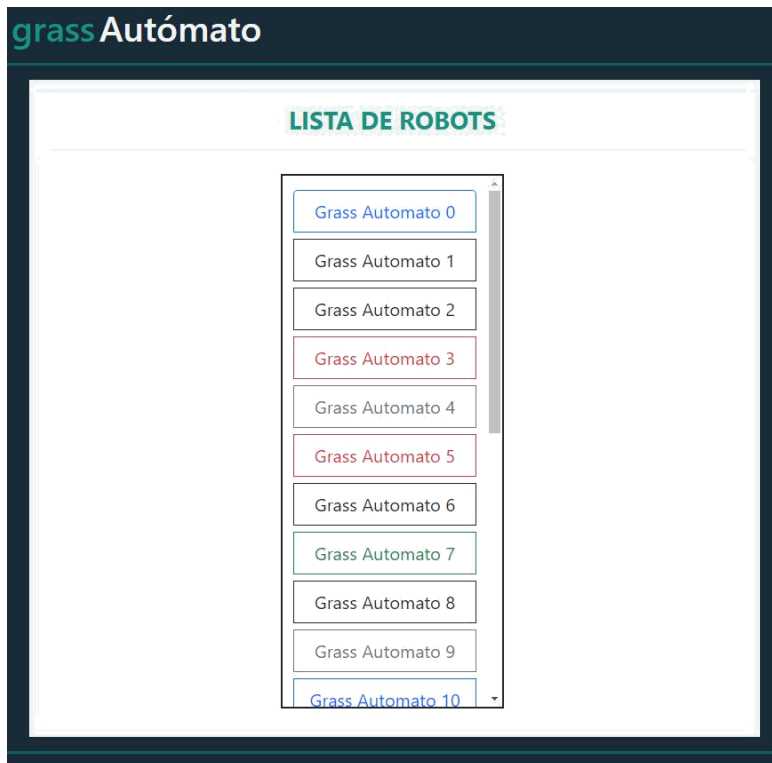 grass Autómato
LISTA DE ROBOTS
Grass Automato 0
Grass Automato 1
Grass Automato 2
Grass Automato 3
Grass Automato 4
Grass Automato 5
Grass Automato 6
Grass Automato 7
Grass Automato 8
Grass Automato 9
Grass Automato 10